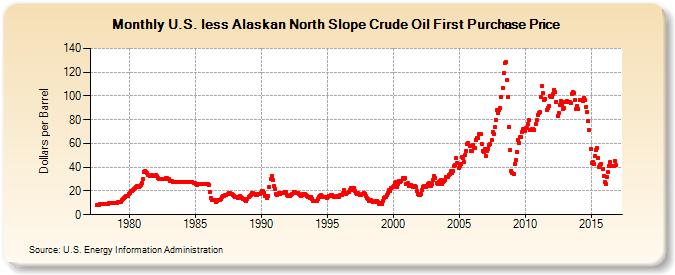 Monthly U.S. less Alaskan North Slope Crude Oil First Purchase Price
Dollars per Barrel
140
120
100
80
60
40
20
0
1980 1985 1990 1995 2000 2005 2010 2015
Source: U.S. Energy Information Administration